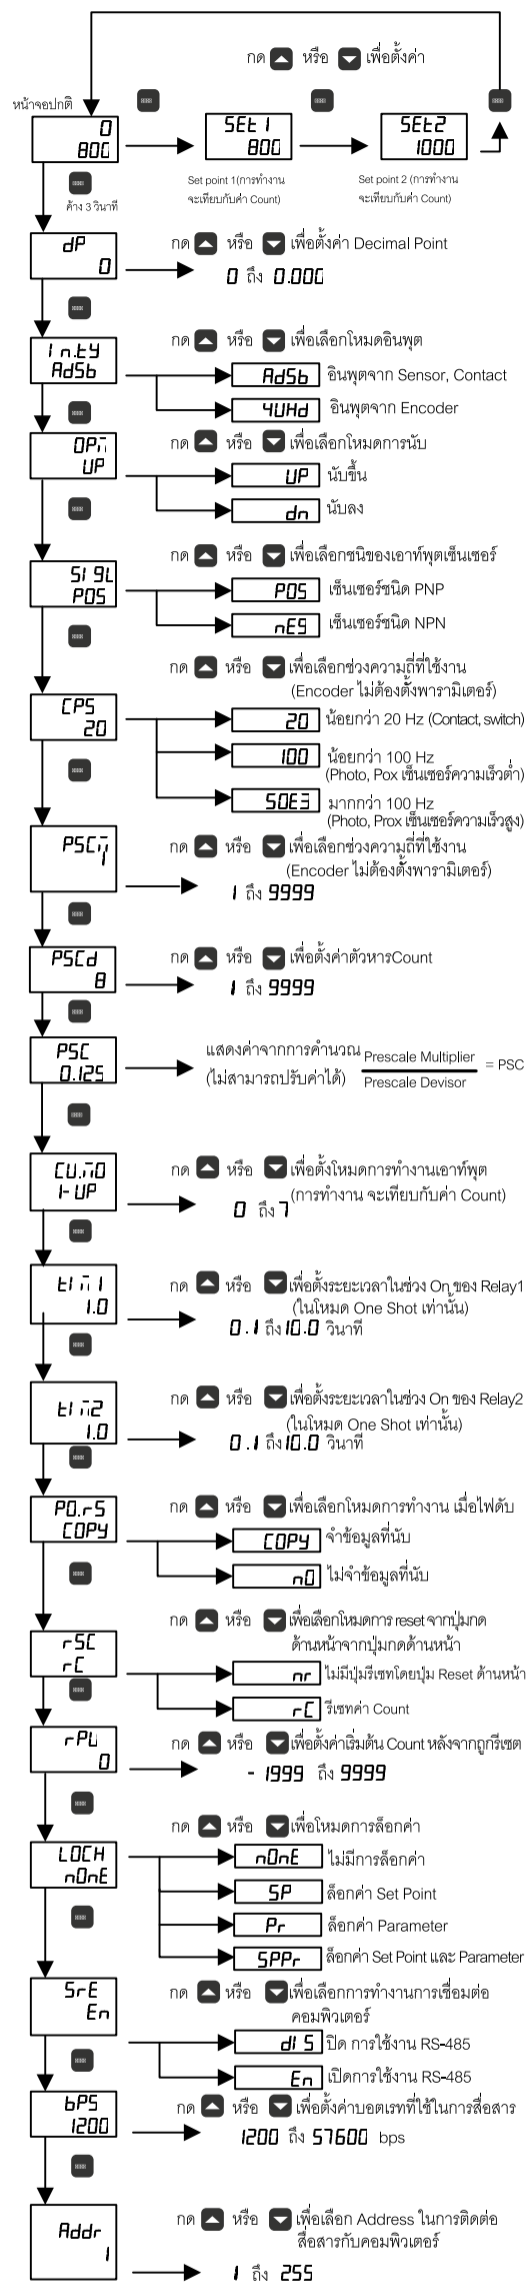 กด หรือ เพื่อตั้งค่า
หน้าจอปกติ
0
800
SEt 1
800
SEt2
1000
ค้าง 3 วินาที
Set point 1(การทำงาน
จะเทียบกับค่า Count)
Set point 2 (การทำงาน
จะเทียบกับค่า Count)
dP
0
กด หรือ เพื่อตั้งค่า Decimal Point
0 ถึง 0.000
In.tY
AdSb
กด หรือ เพื่อเลือกโหมดอินพุต
AdSb อินพุตจาก Sensor, Contact
4UHd อินพุตจาก Encoder
OPM
UP
กด หรือ เพื่อเลือกโหมดการนับ
UP นับขึ้น
dn นับลง
SI 9L
POS
กด หรือ เพื่อเลือกชนิของเอาท์พุตเซ็นเซอร์
POS เซ็นเซอร์ชนิด PNP
nE9 เซ็นเซอร์ชนิด NPN
CPS
20
กด หรือ เพื่อเลือกช่วงความถี่ที่ใช้งาน
(Encoder ไม่ต้องตั้งพารามิเตอร์)
20 น้อยกว่า 20 Hz (Contact, switch)
100 น้อยกว่า 100 Hz
(Photo, Pox เซ็นเซอร์ความเร็วต่ำ)
50E3 มากกว่า 100 Hz
(Photo, Prox เซ็นเซอร์ความเร็วสูง)
PSCM
1
กด หรือ เพื่อเลือกช่วงความถี่ที่ใช้งาน
(Encoder ไม่ต้องตั้งพารามิเตอร์)
1 ถึง 9999
PSCd
8
กด หรือ เพื่อตั้งค่าตัวหารCount
1 ถึง 9999
PSC
0.125
แสดงค่าจากการคำนวณ
(ไม่สามารถปรับค่าได้)
Prescale Multiplier
Prescale Devisor
= PSC
CU.MO
1-UP
กด หรือ เพื่อตั้งโหมดการทำงานเอาท์พุต
(การทำงาน จะเทียบกับค่า Count)
0 ถึง 7
tIM1
1.0
กด หรือ เพื่อตั้งระยะเวลาในช่วง On ของ Relay1
(ในโหมด One Shot เท่านั้น)
0.1 ถึง 10.0 วินาที
tIM2
1.0
กด หรือ เพื่อตั้งระยะเวลาในช่วง On ของ Relay2
(ในโหมด One Shot เท่านั้น)
0.1 ถึง 10.0 วินาที
PO.rS
COPY
กด หรือ เพื่อเลือกโหมดการทำงาน เมื่อไฟดับ
COPY จำข้อมูลที่นับ
nO ไม่จำข้อมูลที่นับ
rSC
rC
กด หรือ เพื่อเลือกโหมดการ reset จากปุ่มกด
ด้านหน้าจากปุ่มกดด้านหน้า
nr ไม่มีปุ่มรีเซทโดยปุ่ม Reset ด้านหน้า
rC รีเซทค่า Count
rPU
0
กด หรือ เพื่อตั้งค่าเริ่มต้น Count หลังจากถูกรีเซต
- 1999 ถึง 9999
LOCH
nOnE
กด หรือ เพื่อโหมดการล็อกค่า
nOnE ไม่มีการล็อกค่า
SP ล็อกค่า Set Point
Pr ล็อกค่า Parameter
SPPr ล็อกค่า Set Point และ Parameter
SrE
En
กด หรือ เพื่อเลือกการทำงานการเชื่อมต่อ
คอมพิวเตอร์
dI S ปิด การใช้งาน RS-485
En เปิดการใช้งาน RS-485
bPS
1200
กด หรือ เพื่อตั้งค่าบอตเรทที่ใช้ในการสื่อสาร
1200 ถึง 57600 bps
Addr
1
กด หรือ เพื่อเลือก Address ในการติดต่อ
สื่อสารกับคอมพิวเตอร์
1 ถึง 255